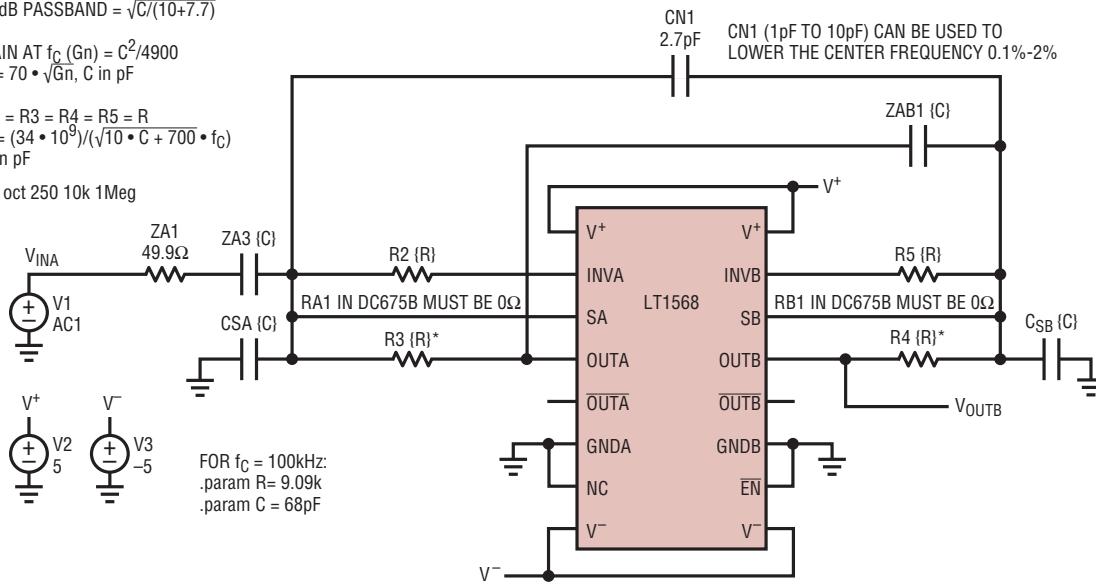 dB PASSBAND = √C/(10+7.7)
AIN AT fC (Gn) = C²/4900
= 70 • √Gn, C in pF
= R3 = R4 = R5 = R
= (34 • 10⁹)/(√10 • C + 700 • fC)
n pF
oct 250 10k 1Meg
CN1
2.7pF
CN1 (1pF TO 10pF) CAN BE USED TO
LOWER THE CENTER FREQUENCY 0.1%-2%
ZAB1 {C}
V+
V+
V+
ZA1
49.9Ω
ZA3 {C}
VINA
V1
AC1
R2 {R}
INVA
INVB
R5 {R}
LT1568
RA1 IN DC675B MUST BE 0Ω
SA
SB
RB1 IN DC675B MUST BE 0Ω
CSA {C}
R3 {R}*
OUTA
OUTB
R4 {R}*
CSB {C}
OUTA
OUTB
VOUTB
V+
V2
5
V−
V3
–5
GNDA
GNDB
NC
EN
FOR fC = 100kHz:
.param R= 9.09k
.param C = 68pF
V−
V−
V−